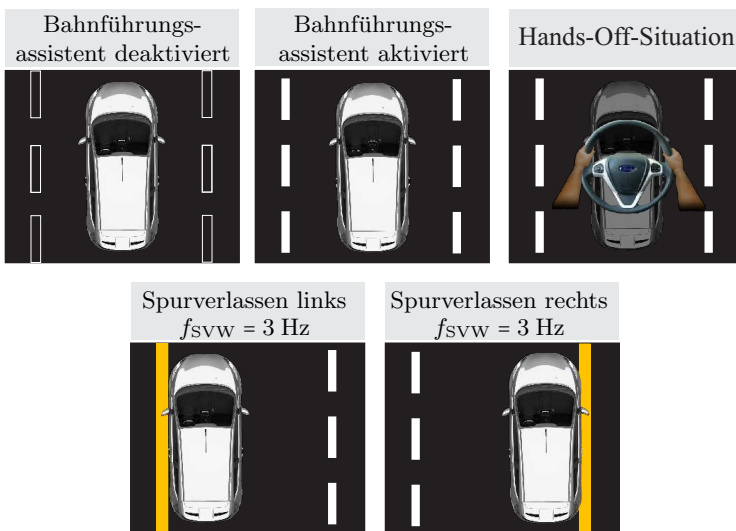 Bahnführungs-
assistent deaktiviert
Bahnführungs-
assistent aktiviert
Hands-Off-Situation
Spurverlassen links
fSVW = 3 Hz
Spurverlassen rechts
fSVW = 3 Hz